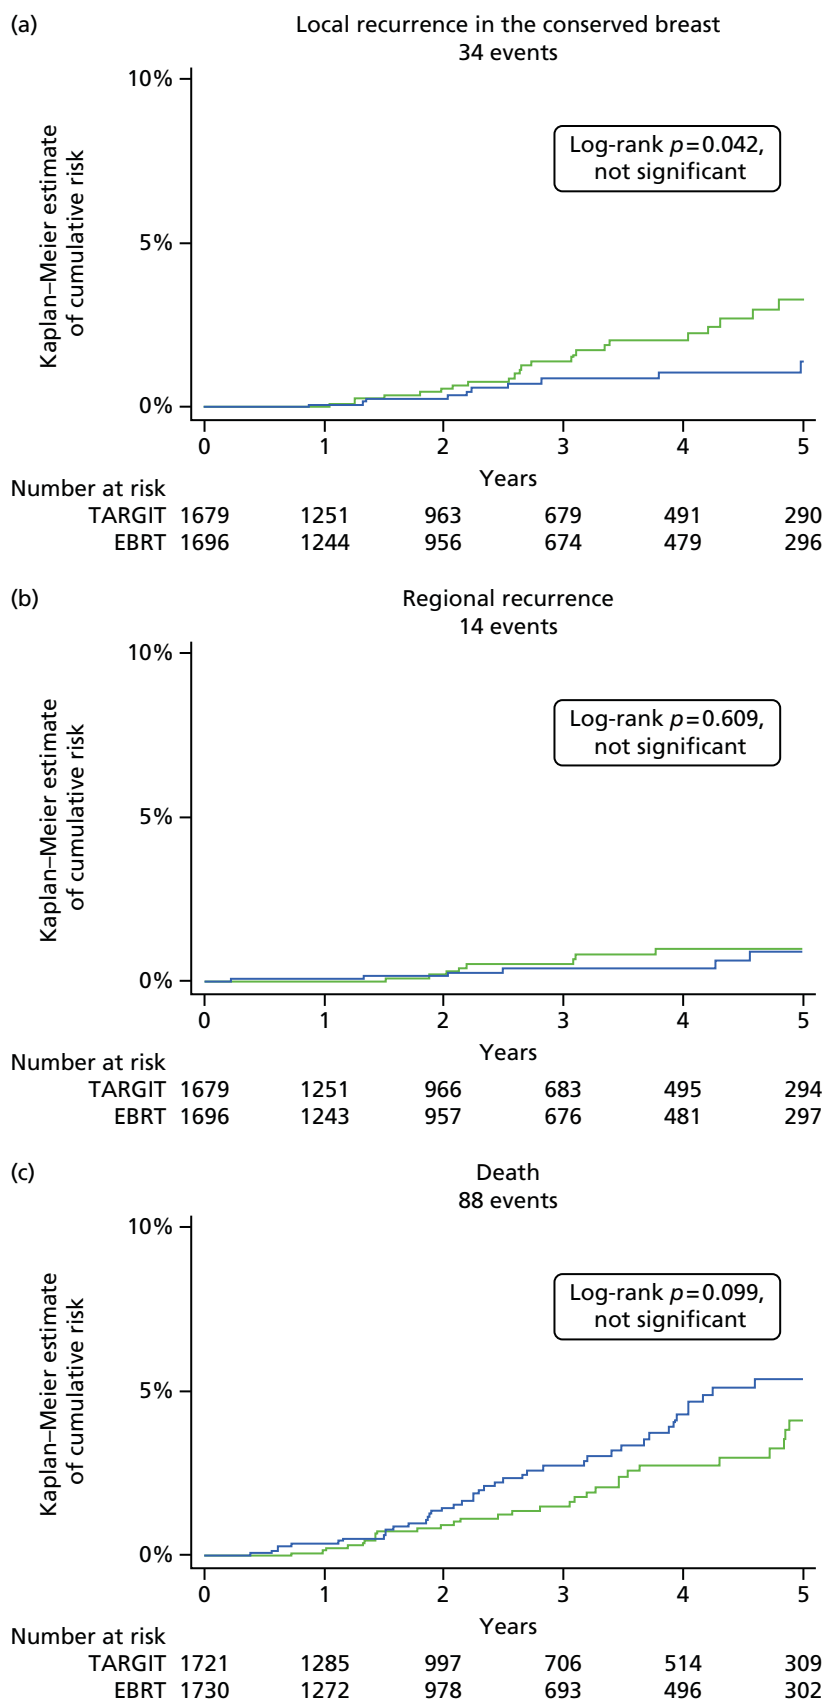 (a)
Local recurrence in the conserved breast
34 events
Kaplan–Meier estimate
of cumulative risk
10%
5%
0%
Log-rank p=0.042,
not significant
0 1 2 3 4 5
Years
Number at risk
TARGIT 1679 1251 963 679 491 290
EBRT 1696 1244 956 674 479 296
(b)
Regional recurrence
14 events
Kaplan–Meier estimate
of cumulative risk
10%
5%
0%
Log-rank p=0.609,
not significant
0 1 2 3 4 5
Years
Number at risk
TARGIT 1679 1251 966 683 495 294
EBRT 1696 1243 957 676 481 297
(c)
Death
88 events
Kaplan–Meier estimate
of cumulative risk
10%
5%
0%
Log-rank p=0.099,
not significant
0 1 2 3 4 5
Years
Number at risk
TARGIT 1721 1285 997 706 514 309
EBRT 1730 1272 978 693 496 302